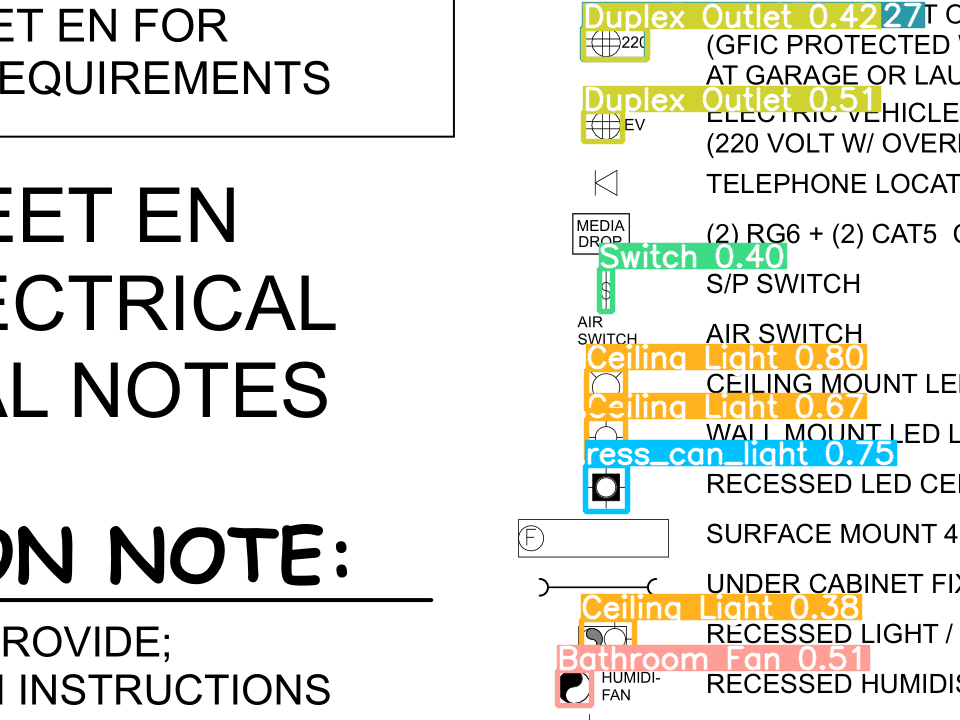 ET EN FOR
EQUIREMENTS
EET EN
ECTRICAL
AL NOTES
ON NOTE:
ROVIDE;
INSTRUCTIONS
Duplex Outlet 0.42
27
220
(GFIC PROTECTED
AT GARAGE OR LAU
Duplex Outlet 0.51
ELECTRIC VEHICLE
EV
(220 VOLT W/ OVER
TELEPHONE LOCAT
MEDIA
DROP
(2) RG6 + (2) CAT5
Switch 0.40
S
S/P SWITCH
AIR
SWITCH
AIR SWITCH
Ceiling Light 0.80
CEILING MOUNT LE
Ceiling Light 0.67
WALL MOUNT LED L
ress_can_light 0.75
RECESSED LED CE
F
SURFACE MOUNT 4
UNDER CABINET FIX
Ceiling Light 0.38
RECESSED LIGHT /
Bathroom Fan 0.51
HUMIDI-
FAN
RECESSED HUMIDIS